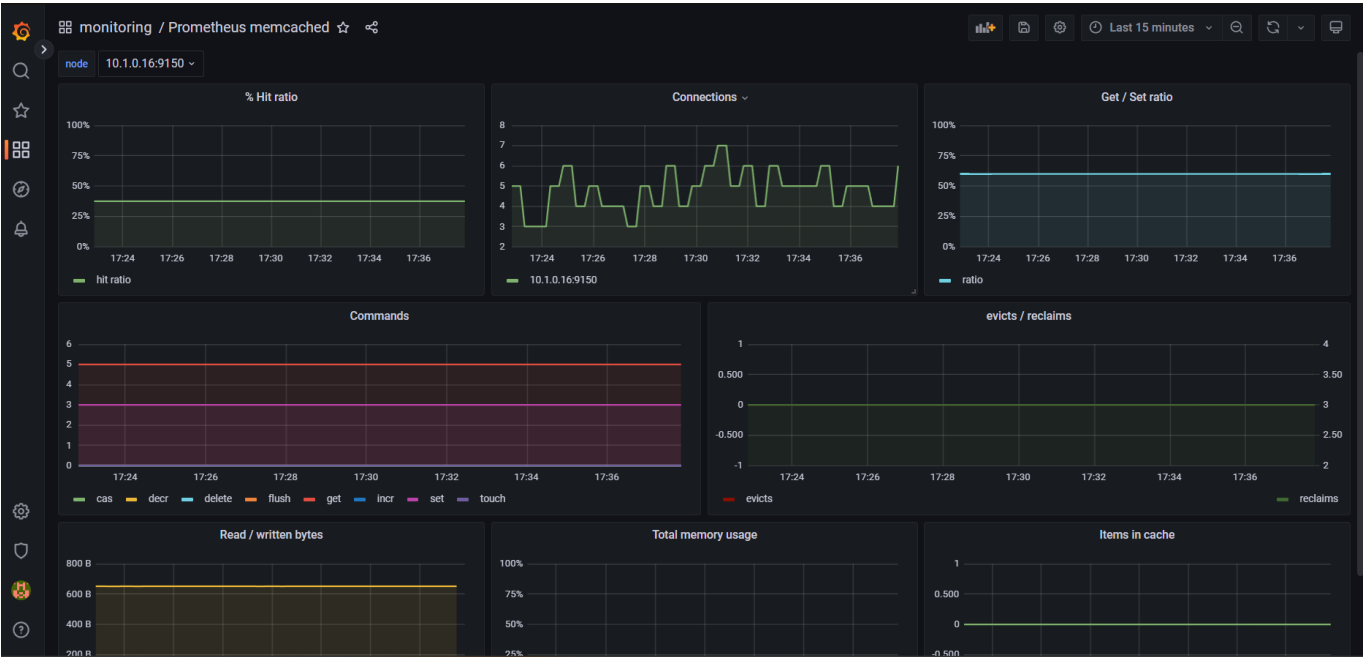 monitoring / Prometheus memcached
Last 15 minutes
node 10.1.0.16:9150
% Hit ratio
100%
75%
50%
25%
0%
17:24 17:26 17:28 17:30 17:32 17:34 17:36
hit ratio
Connections
8
7
6
5
4
3
2
17:24 17:26 17:28 17:30 17:32 17:34 17:36
10.1.0.16:9150
Get / Set ratio
100%
75%
50%
25%
0%
17:24 17:26 17:28 17:30 17:32 17:34 17:36
ratio
Commands
6
5
4
3
2
1
0
17:24 17:26 17:28 17:30 17:32 17:34 17:36
cas decr delete flush get incr set touch
evicts / reclaims
1 4
0.500 3.50
0 3
-0.500 2.50
-1 2
17:24 17:26 17:28 17:30 17:32 17:34 17:36
evicts reclaims
Read / written bytes
800 B
600 B
400 B
200 B
Total memory usage
100%
75%
50%
25%
Items in cache
1
0.500
0
-0.500